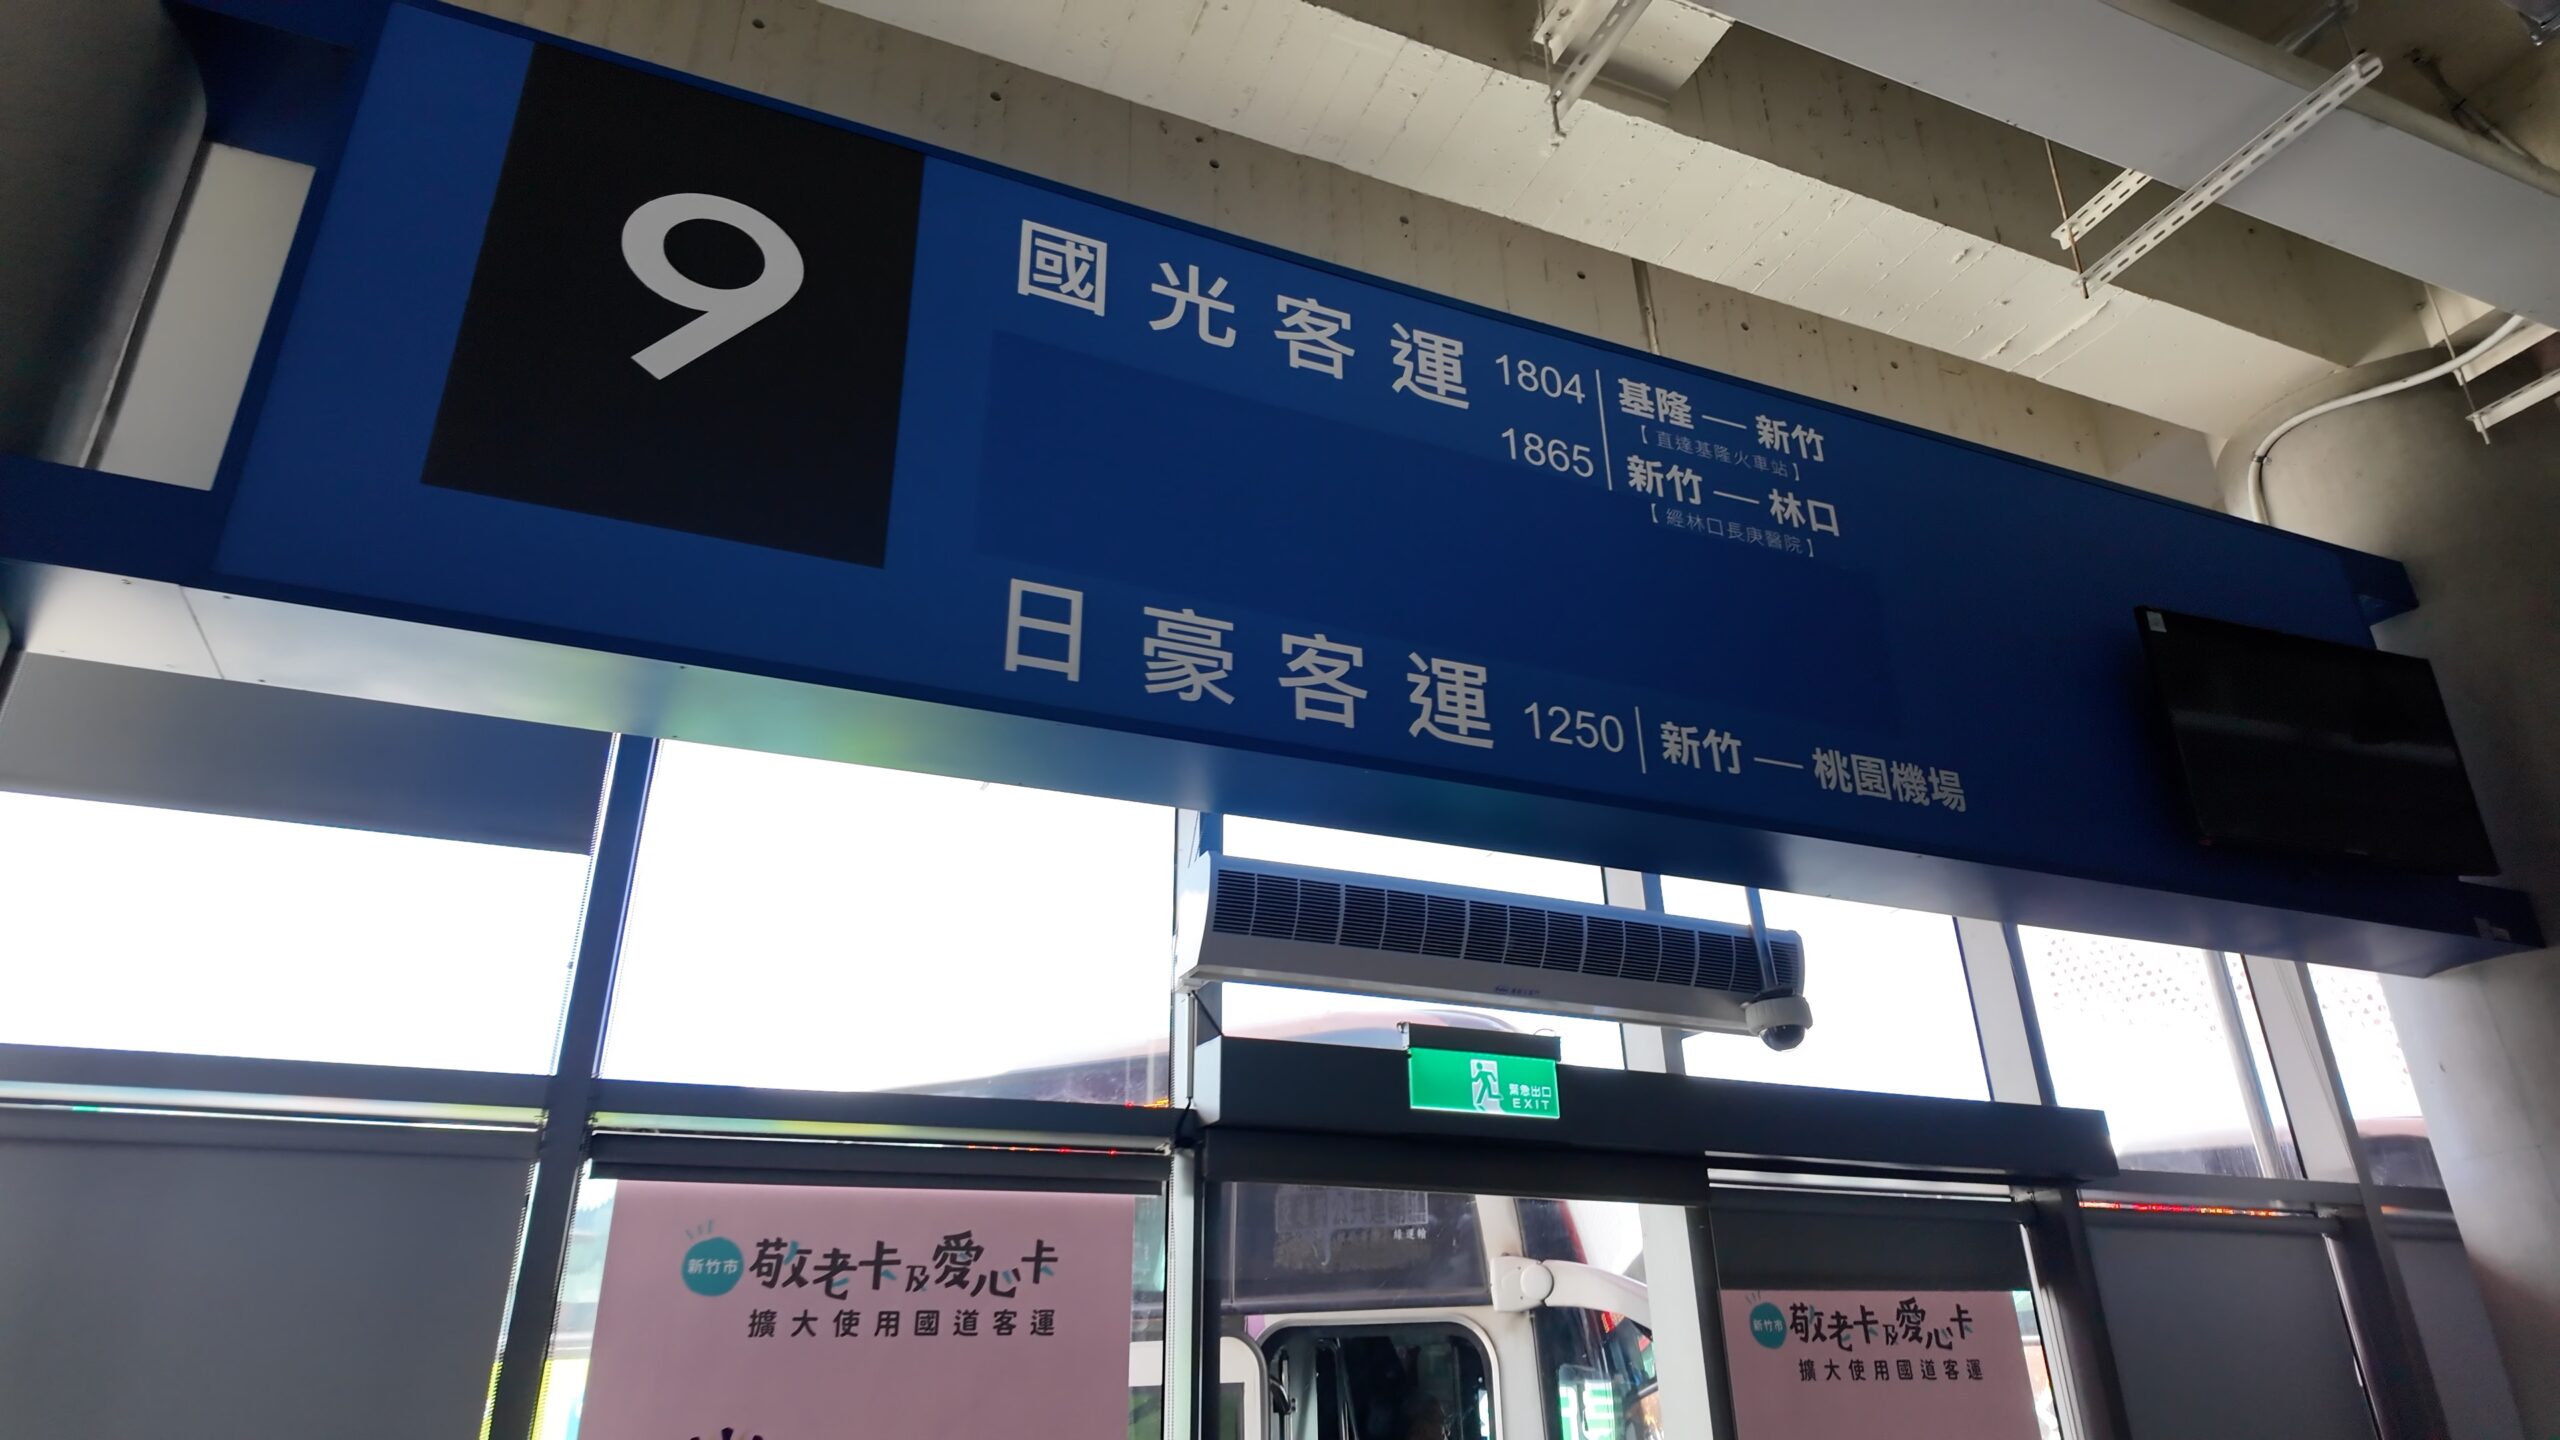 9
國光客運 1804 基隆—新竹
【直達基隆火車站】
1865 新竹—林口
【經林口長庚醫院】
日豪客運 1250 新竹—桃園機場
緊急出口
EXIT
新竹市 敬老卡及愛心卡
擴大使用國道客運
新竹市 敬老卡及愛心卡
擴大使用國道客運